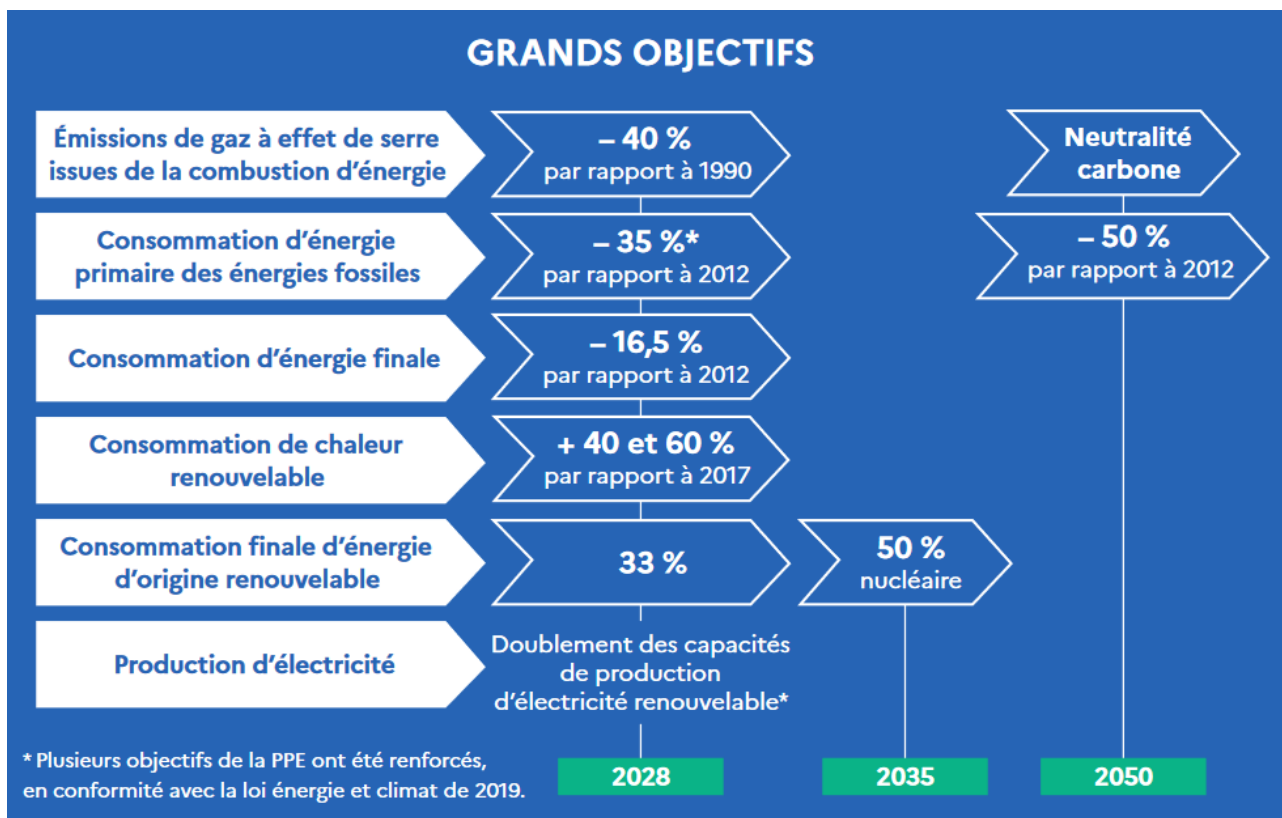 GRANDS OBJECTIFS
Émissions de gaz à effet de serre
issues de la combustion d’énergie
– 40 %
par rapport à 1990
Neutralité
carbone
Consommation d’énergie
primaire des énergies fossiles
– 35 %*
par rapport à 2012
– 50 %
par rapport à 2012
Consommation d’énergie finale
– 16,5 %
par rapport à 2012
Consommation de chaleur
renouvelable
+ 40 et 60 %
par rapport à 2017
Consommation finale d’énergie
d’origine renouvelable
33 %
50 %
nucléaire
Production d’électricité
Doublement des capacités
de production
d’électricité renouvelable*
* Plusieurs objectifs de la PPE ont été renforcés,
en conformité avec la loi énergie et climat de 2019.
2028
2035
2050